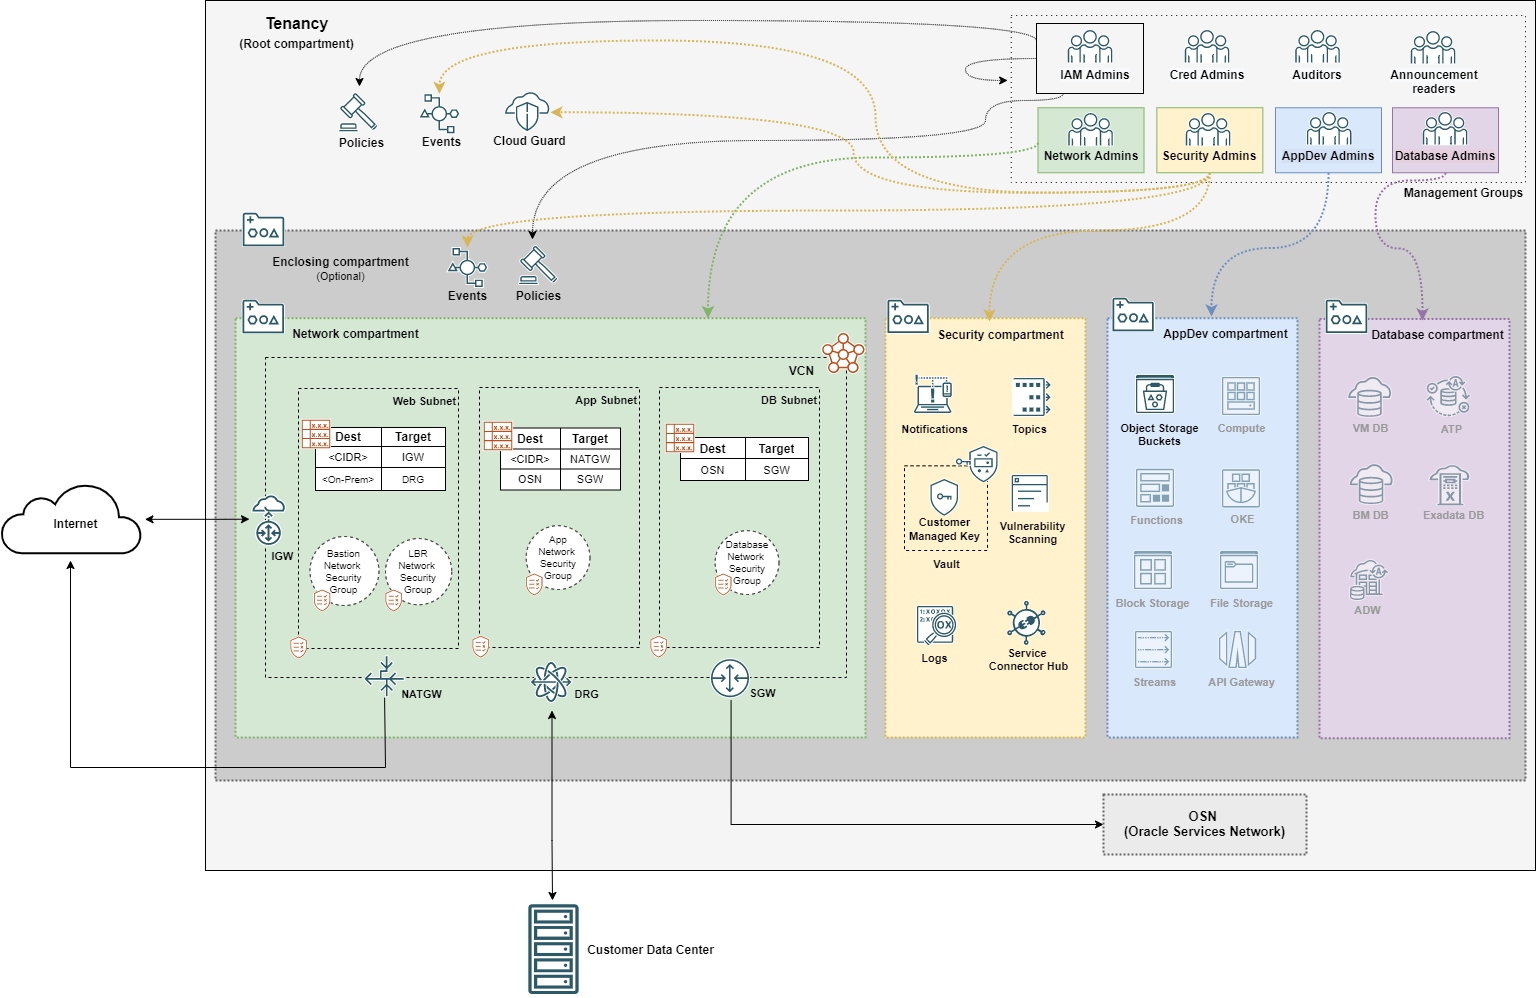 Tenancy
(Root compartment)
Policies
Events
Cloud Guard
IAM Admins
Cred Admins
Auditors
Announcement
readers
Network Admins
Security Admins
AppDev Admins
Database Admins
Management Groups
Enclosing compartment
(Optional)
Events
Policies
Network compartment
VCN
Web Subnet
Dest Target
<CIDR> IGW
<On-Prem> DRG
App Subnet
Dest Target
<CIDR> NATGW
OSN SGW
DB Subnet
Dest Target
OSN SGW
x.x.x.
x.x.x.
x.x.x.
x.x.x.
x.x.x.
x.x.x.
x.x.x.
x.x.x.
x.x.x.
Internet
IGW
Bastion
Network
Security
Group
LBR
Network
Security
Group
App
Network
Security
Group
Database
Network
Security
Group
NATGW
DRG
SGW
Security compartment
Notifications
Topics
Customer
Managed Key
Vault
Vulnerability
Scanning
1:XOXOX
2:XO
OX
Logs
Service
Connector Hub
AppDev compartment
Object Storage
Buckets
Compute
Functions
OKE
Block Storage
File Storage
Streams
API Gateway
Database compartment
VM DB
A
ATP
BM DB
X
Exadata DB
A
ADW
OSN
(Oracle Services Network)
Customer Data Center